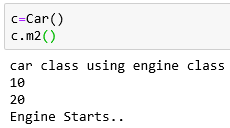 c=Car()
c.m2()
car class using engine class
10
20
Engine Starts..